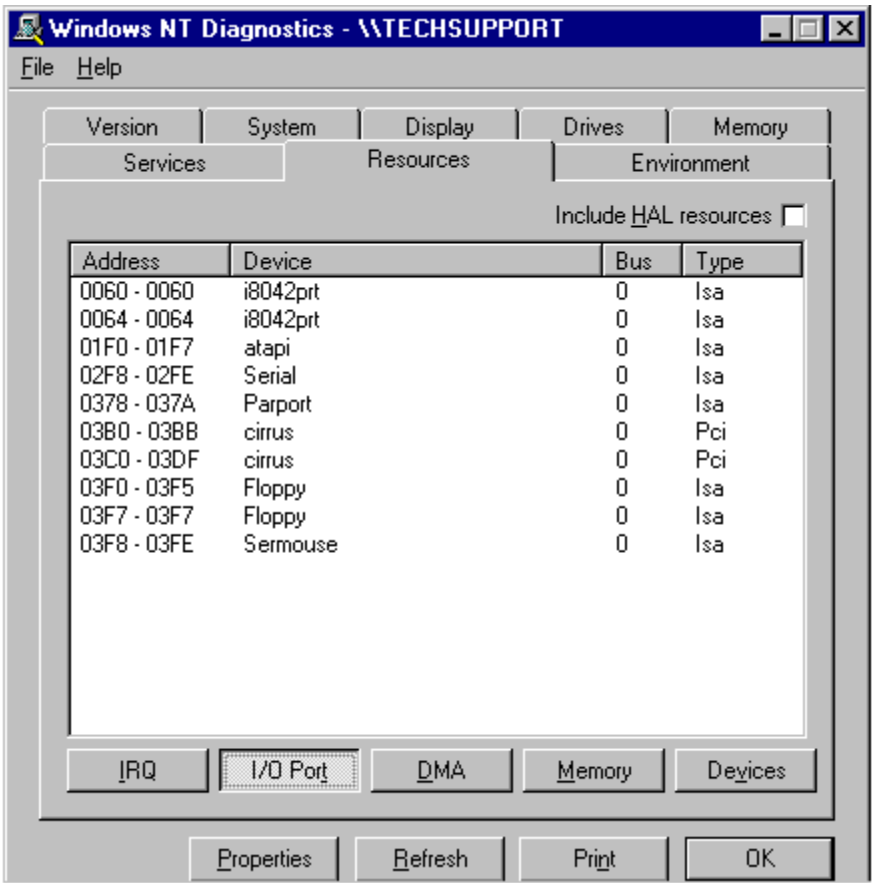 Windows NT Diagnostics - \\TECHSUPPORT
File Help
Version System Display Drives Memory
Services Resources Environment
Include HAL resources
Address Device Bus Type
0060 - 0060 i8042prt 0 Isa
0064 - 0064 i8042prt 0 Isa
01F0 - 01F7 atapi 0 Isa
02F8 - 02FE Serial 0 Isa
0378 - 037A Parport 0 Isa
03B0 - 03BB cirrus 0 Pci
03C0 - 03DF cirrus 0 Pci
03F0 - 03F5 Floppy 0 Isa
03F7 - 03F7 Floppy 0 Isa
03F8 - 03FE Sermouse 0 Isa
IRQ I/O Port DMA Memory Devices
Properties Refresh Print OK